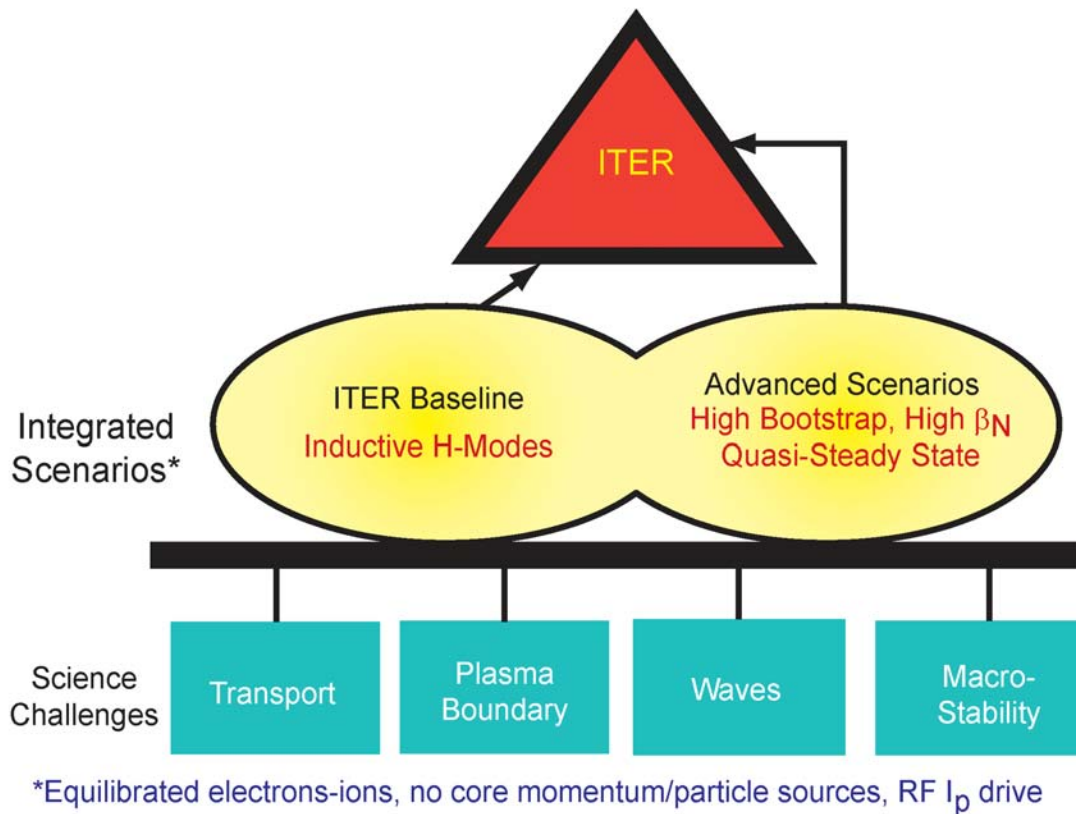 ITER
Integrated
Scenarios*
ITER Baseline
Inductive H-Modes
Advanced Scenarios
High Bootstrap, High βN
Quasi-Steady State
Science
Challenges
Transport
Plasma
Boundary
Waves
Macro-
Stability
*Equilibrated electrons-ions, no core momentum/particle sources, RF Ip drive